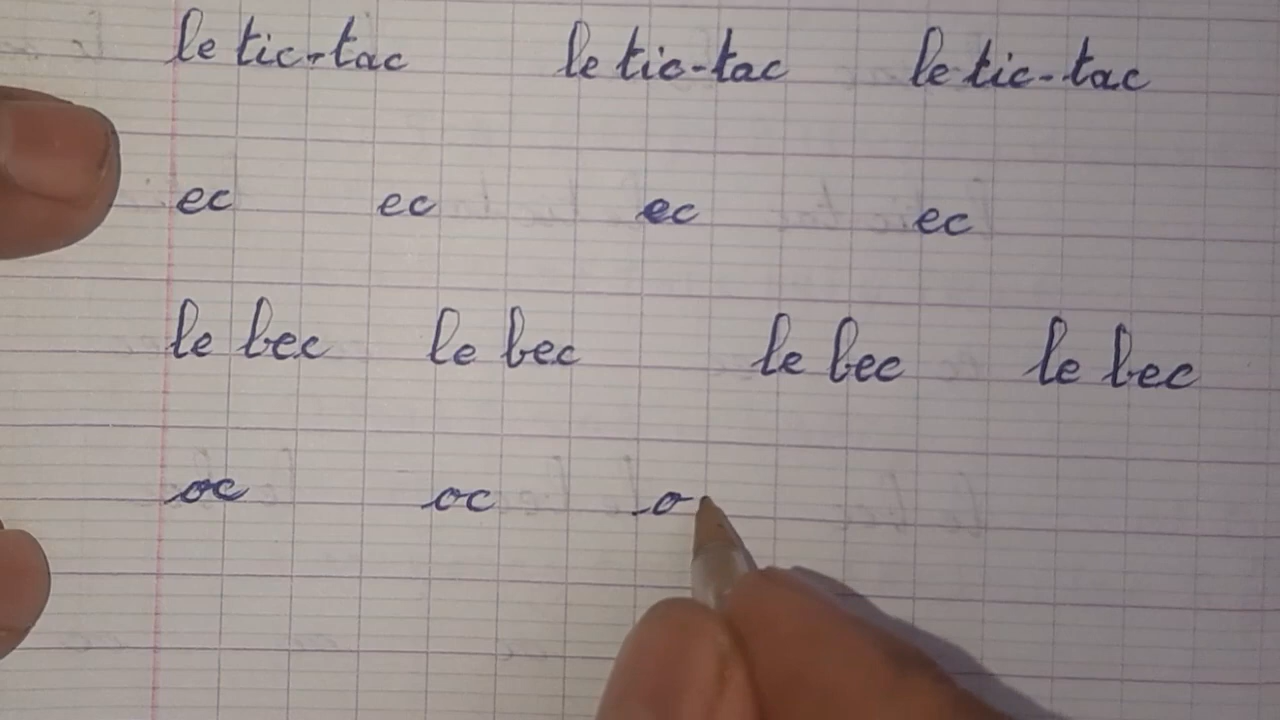 le tic-tac le tic-tac le tic-tac
ec ec ec ec
le bec le bec le bec le bec
oc oc o